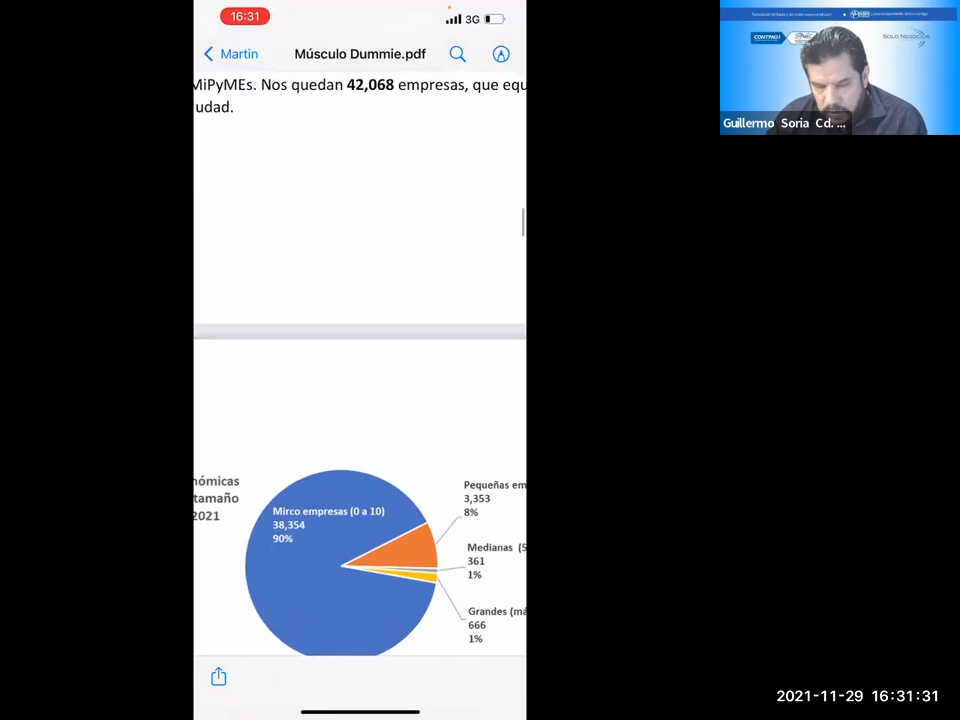 16:31
3G
Martin
Músculo Dummie.pdf
MiPyMEs. Nos quedan 42,068 empresas, que equ
udad.
nómicas
tamaño
2021
Mirco empresas (0 a 10)
38,354
90%
Pequeñas em
3,353
8%
Medianas (5
361
1%
Grandes (má
666
1%
CONTPAQi
SOLO NEGOCIOS
Guillermo Soria Cd. ...
2021-11-29 16:31:31